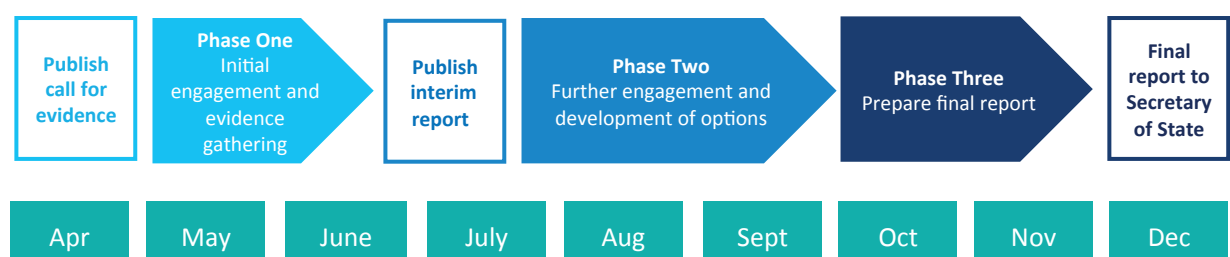 Publish
call for
evidence
Phase One
Initial
engagement and
evidence
gathering
Publish
interim
report
Phase Two
Further engagement and
development of options
Phase Three
Prepare final report
Final
report to
Secretary
of State
Apr
May
June
July
Aug
Sept
Oct
Nov
Dec